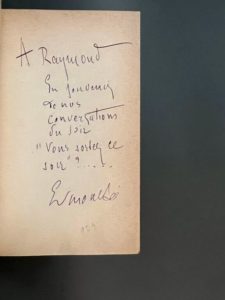 A Raymond
En souvenir
de nos
conversations
du soir
"Vous sortez ce
soir"?.....